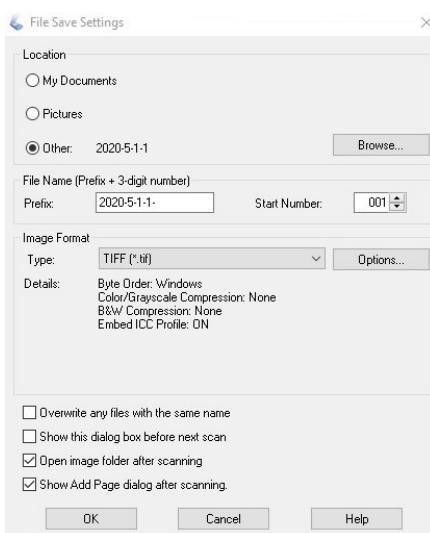 File Save Settings
Location
My Documents
Pictures
Other: 2020-5-1-1 Browse...
File Name (Prefix + 3-digit number)
Prefix: 2020-5-1-1- Start Number: 001
Image Format
Type: TIFF (*.tif) Options...
Details: Byte Order: Windows
Color/Grayscale Compression: None
B&W Compression: None
Embed ICC Profile: ON
Overwrite any files with the same name
Show this dialog box before next scan
Open image folder after scanning
Show Add Page dialog after scanning.
OK Cancel Help